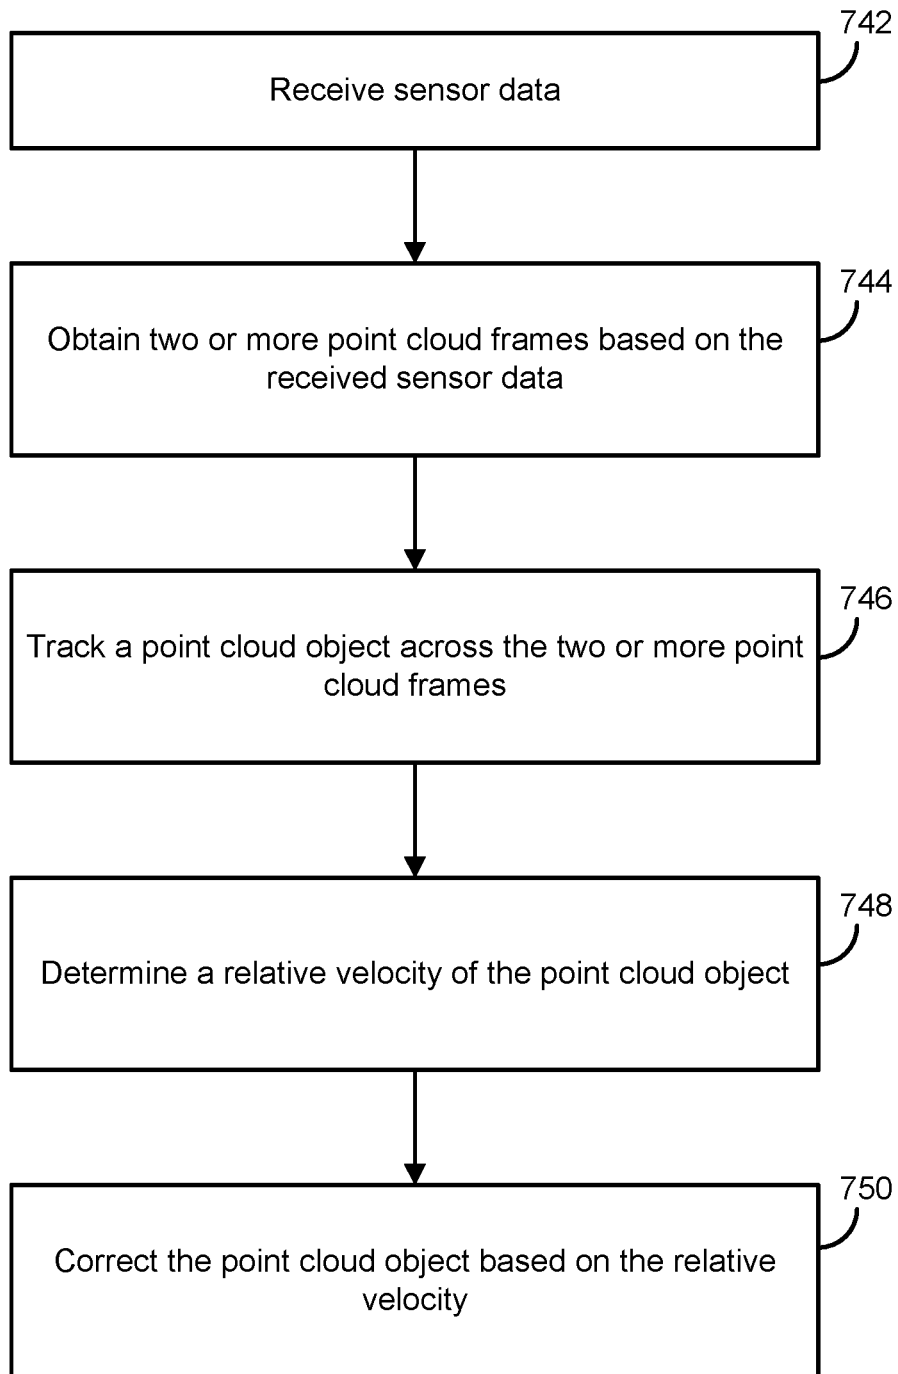 742
Receive sensor data
744
Obtain two or more point cloud frames based on the
received sensor data
746
Track a point cloud object across the two or more point
cloud frames
748
Determine a relative velocity of the point cloud object
750
Correct the point cloud object based on the relative
velocity